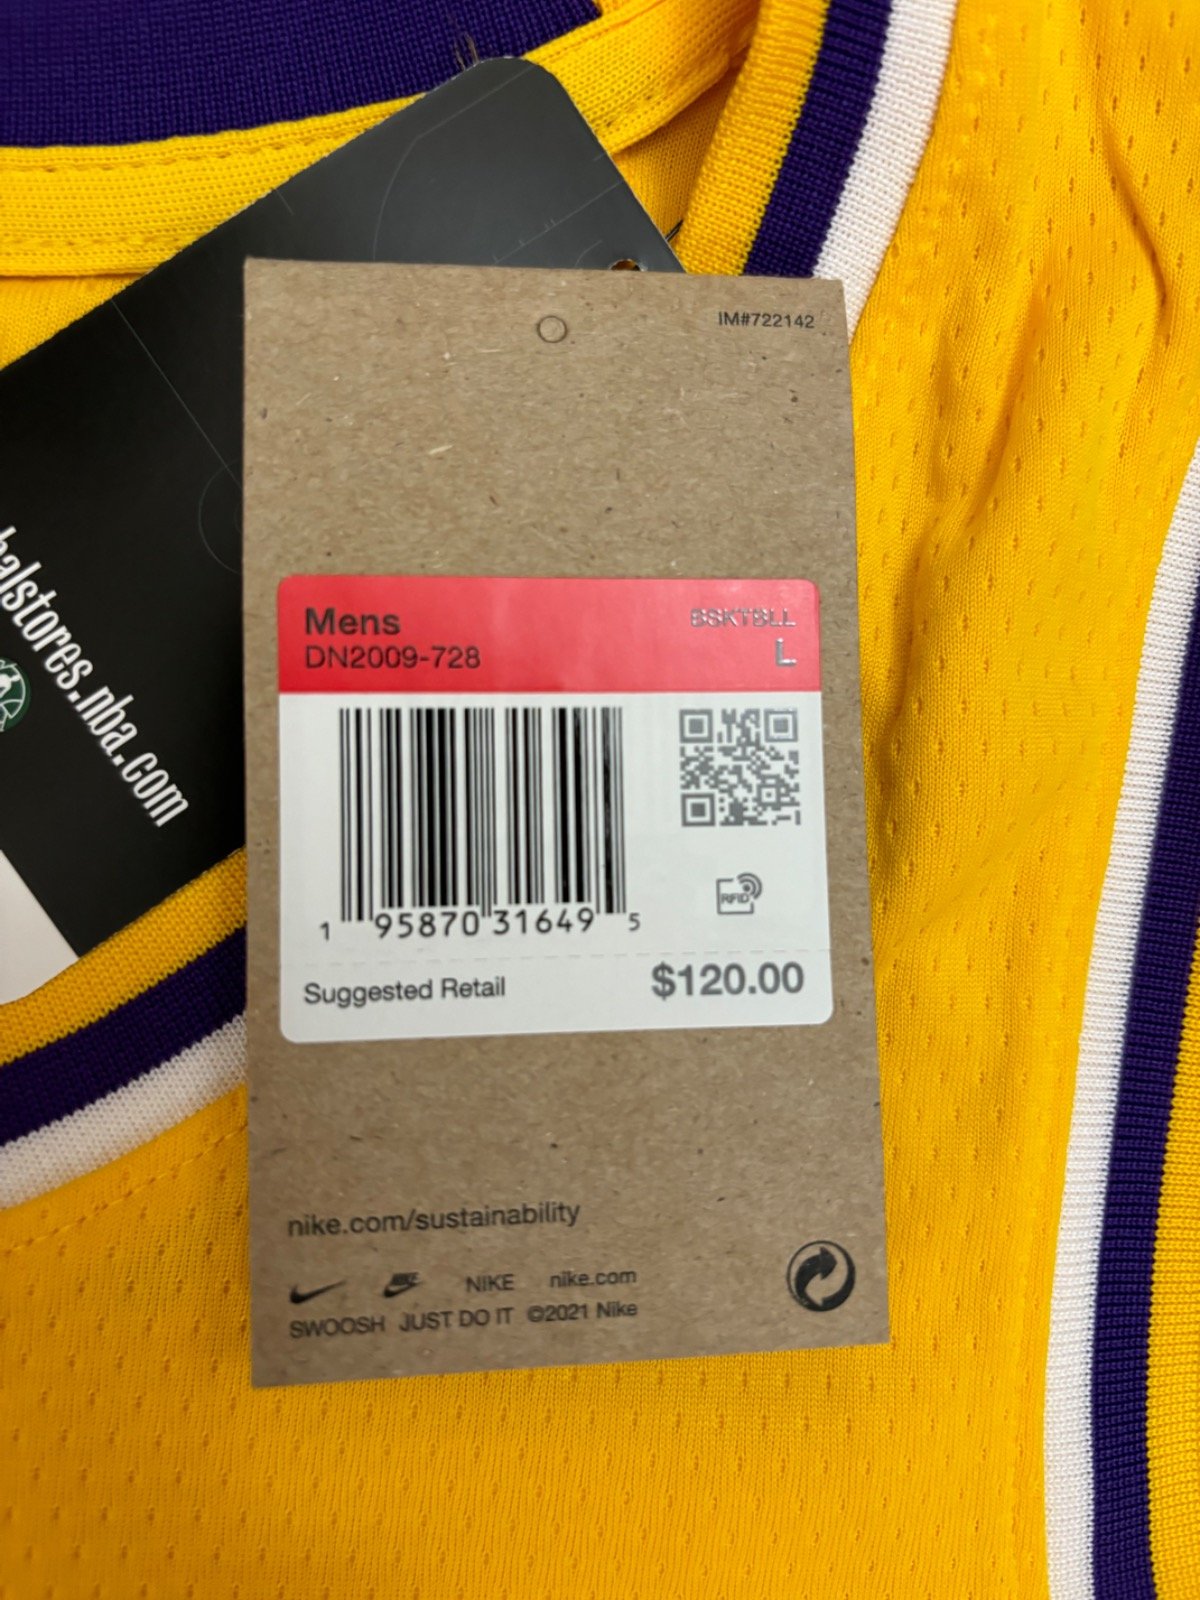 IM#722142
Mens
BSKTBLL
DN2009-728
L
RFID
1 95870 31649 5
Suggested Retail
$120.00
nike.com/sustainability
NIKE nike.com
SWOOSH JUST DO IT ©2021 Nike
balstores.nba.com